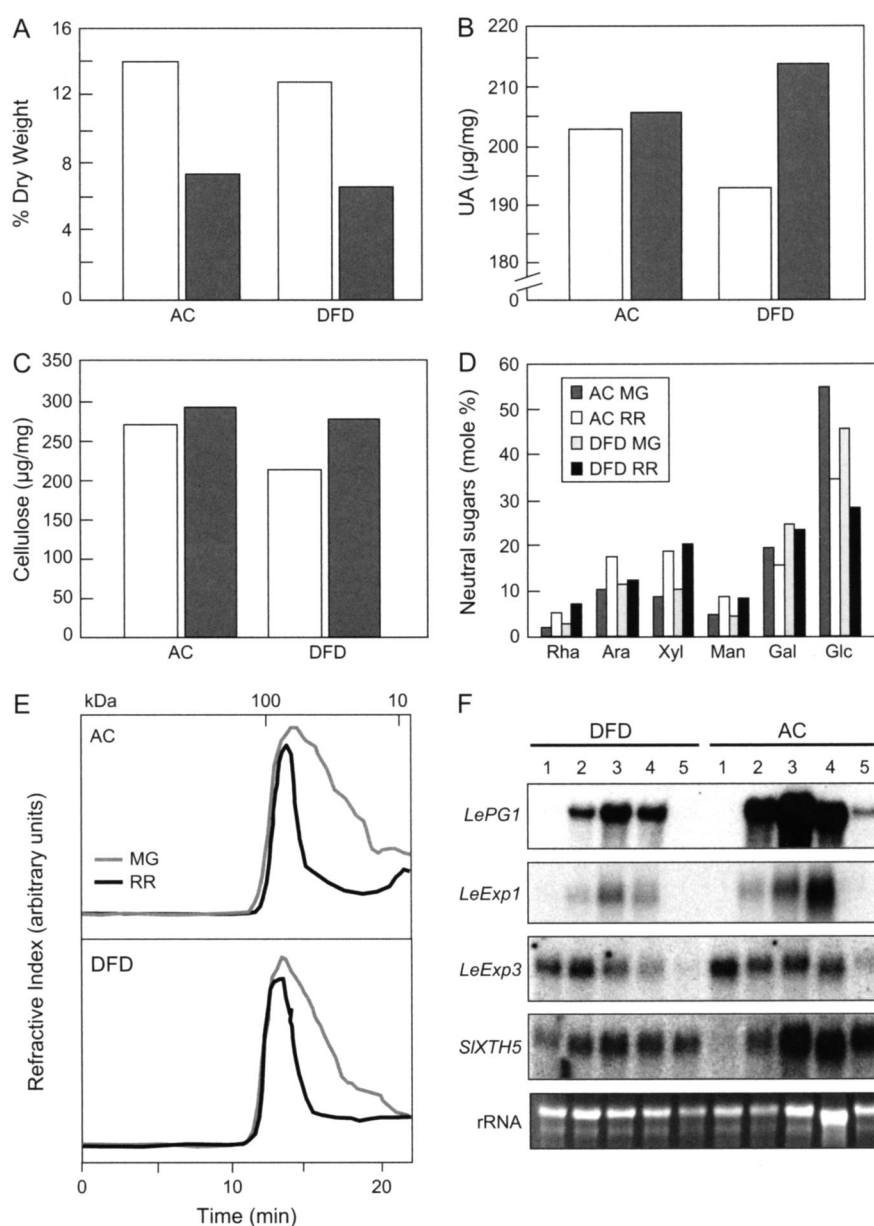 A
% Dry Weight
16
12
8
4
0
AC DFD
B
UA (µg/mg)
215
210
200
190
180
0
AC DFD
C
Cellulose (µg/mg)
350
300
250
200
150
100
50
0
AC DFD
D
Neutral sugars (mole %)
60
50
40
30
20
10
0
AC MG
AC RR
DFD MG
DFD RR
Rha Ara Xyl Man Gal Glc
E
kDa 100 10
AC
MG
RR
DFD
Refractive Index (arbitrary units)
0 10 20
Time (min)
F
DFD AC
1 2 3 4 5 1 2 3 4 5
LePG1
LeExp1
LeExp3
SlXTH5
rRNA